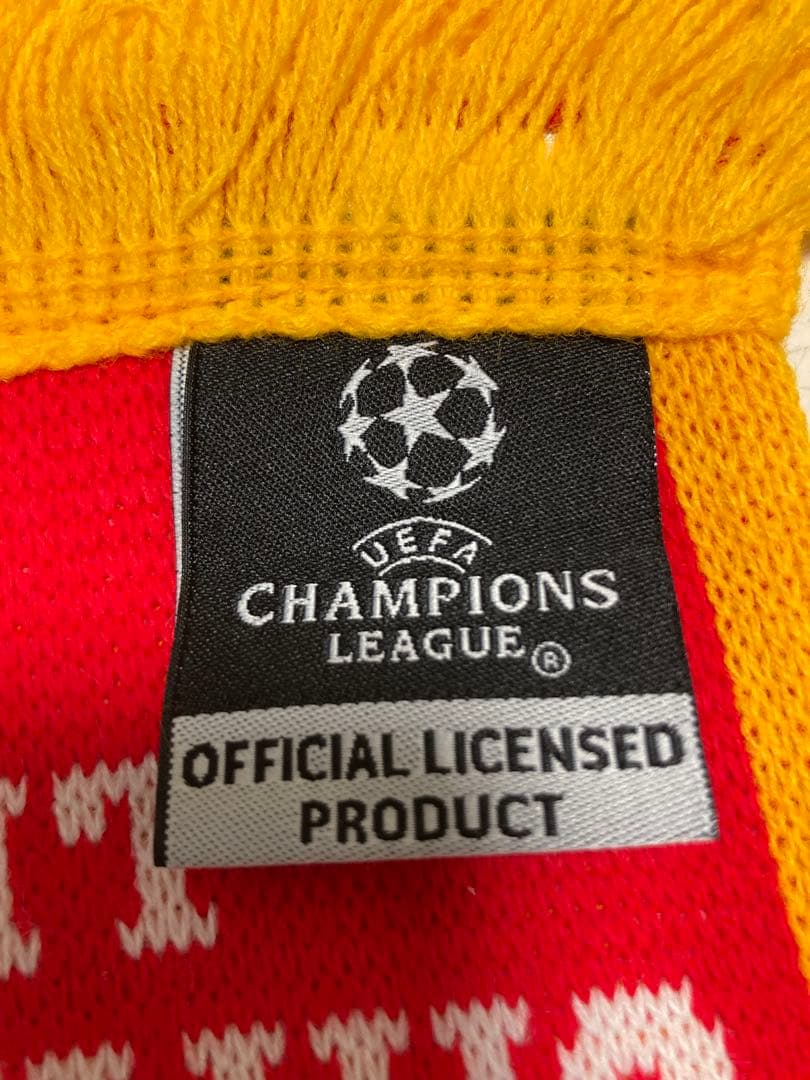 UEFA
CHAMPIONS
LEAGUE®
OFFICIAL LICENSED
PRODUCT